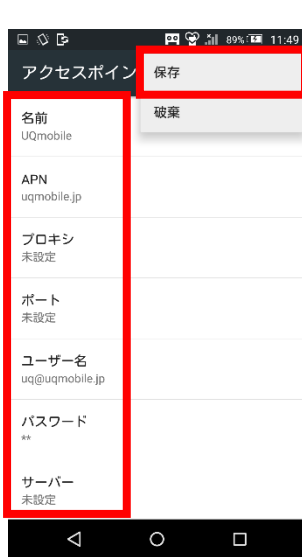 89% 11:49
アクセスポイン
保存
破棄
名前
UQmobile
APN
uqmobile.jp
プロキシ
未設定
ポート
未設定
ユーザー名
uq@uqmobile.jp
パスワード
**
サーバー
未設定